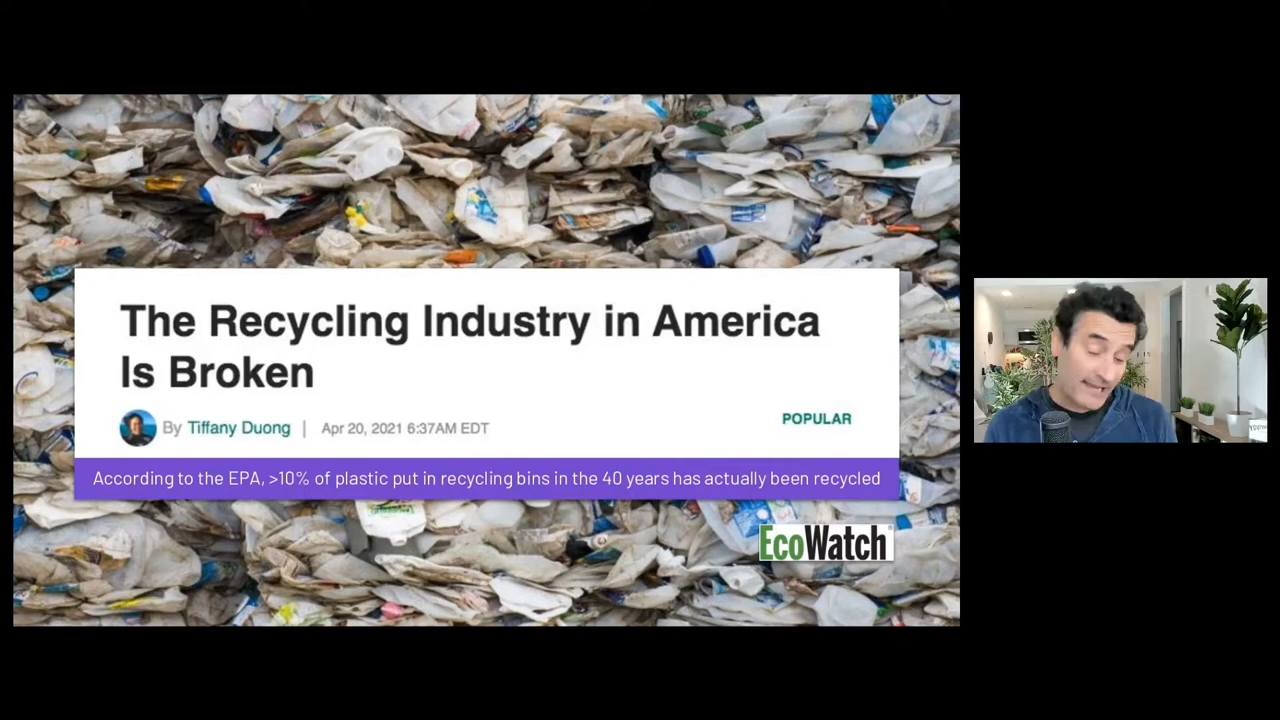 The Recycling Industry in America
Is Broken
By Tiffany Duong | Apr 20, 2021 6:37AM EDT
POPULAR
According to the EPA, >10% of plastic put in recycling bins in the 40 years has actually been recycled
EcoWatch